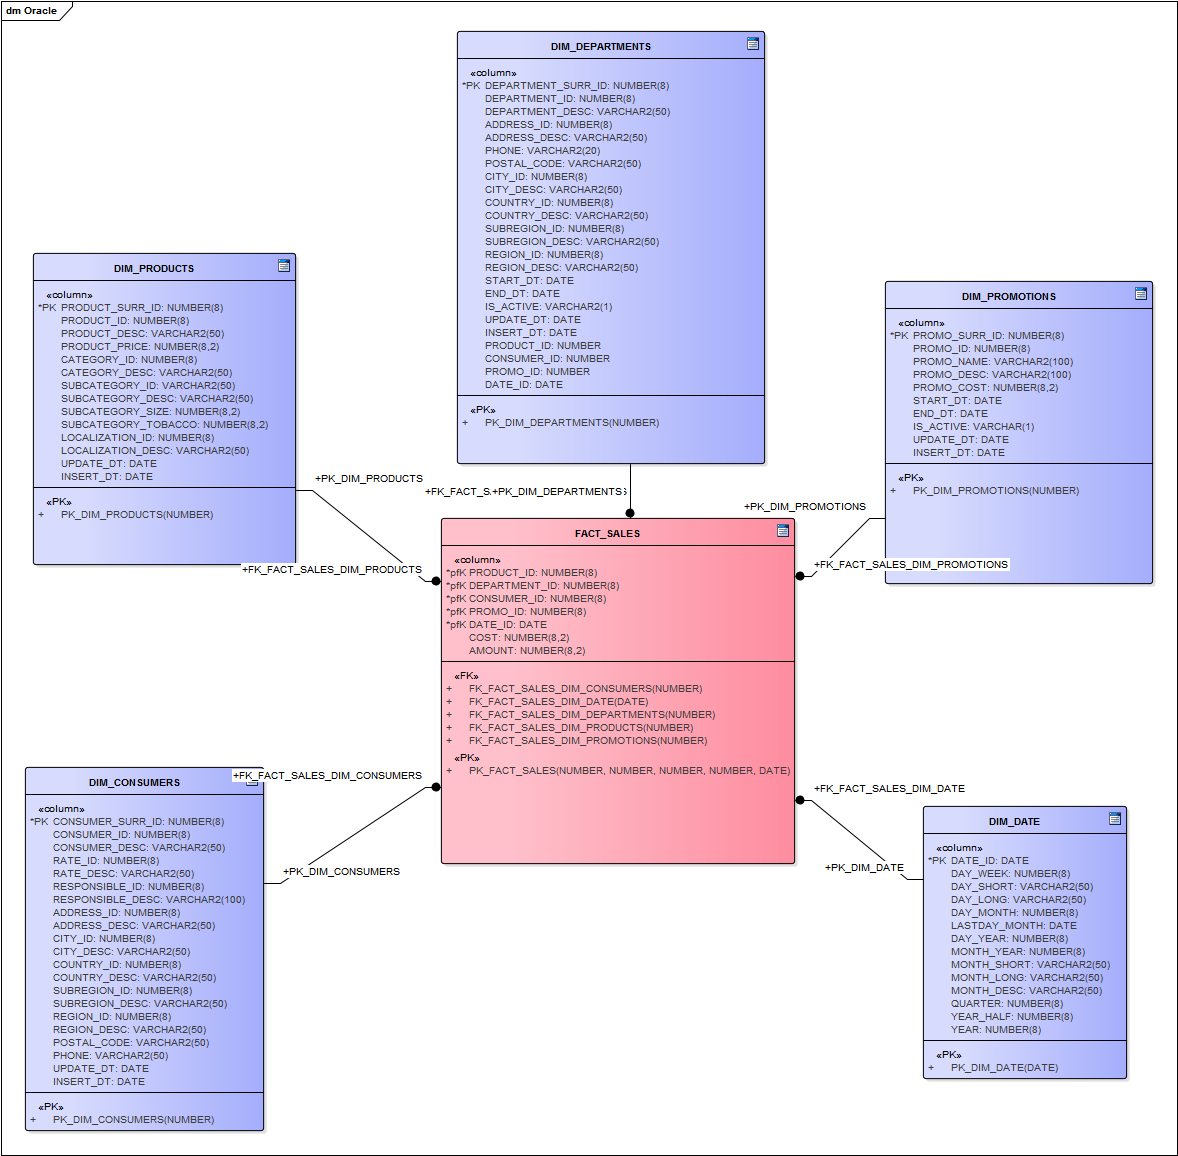 dm Oracle
DIM_DEPARTMENTS
«column»
*PK DEPARTMENT_SURR_ID: NUMBER(8)
DEPARTMENT_ID: NUMBER(8)
DEPARTMENT_DESC: VARCHAR2(50)
ADDRESS_ID: NUMBER(8)
ADDRESS_DESC: VARCHAR2(50)
PHONE: VARCHAR2(20)
POSTAL_CODE: VARCHAR2(50)
CITY_ID: NUMBER(8)
CITY_DESC: VARCHAR2(50)
COUNTRY_ID: NUMBER(8)
COUNTRY_DESC: VARCHAR2(50)
SUBREGION_ID: NUMBER(8)
SUBREGION_DESC: VARCHAR2(50)
REGION_ID: NUMBER(8)
REGION_DESC: VARCHAR2(50)
START_DT: DATE
END_DT: DATE
IS_ACTIVE: VARCHAR2(1)
UPDATE_DT: DATE
INSERT_DT: DATE
PRODUCT_ID: NUMBER
CONSUMER_ID: NUMBER
PROMO_ID: NUMBER
DATE_ID: DATE
«PK»
+ PK_DIM_DEPARTMENTS(NUMBER)
DIM_PRODUCTS
«column»
*PK PRODUCT_SURR_ID: NUMBER(8)
PRODUCT_ID: NUMBER(8)
PRODUCT_DESC: VARCHAR2(50)
PRODUCT_PRICE: NUMBER(8,2)
CATEGORY_ID: NUMBER(8)
CATEGORY_DESC: VARCHAR2(50)
SUBCATEGORY_ID: VARCHAR2(50)
SUBCATEGORY_DESC: VARCHAR2(50)
SUBCATEGORY_SIZE: NUMBER(8,2)
SUBCATEGORY_TOBACCO: NUMBER(8,2)
LOCALIZATION_ID: NUMBER(8)
LOCALIZATION_DESC: VARCHAR2(50)
UPDATE_DT: DATE
INSERT_DT: DATE
«PK»
+ PK_DIM_PRODUCTS(NUMBER)
DIM_PROMOTIONS
«column»
*PK PROMO_SURR_ID: NUMBER(8)
PROMO_ID: NUMBER(8)
PROMO_NAME: VARCHAR2(100)
PROMO_DESC: VARCHAR2(100)
PROMO_COST: NUMBER(8,2)
START_DT: DATE
END_DT: DATE
IS_ACTIVE: VARCHAR(1)
UPDATE_DT: DATE
INSERT_DT: DATE
«PK»
+ PK_DIM_PROMOTIONS(NUMBER)
+PK_DIM_PRODUCTS
+FK_FACT_S
+PK_DIM_DEPARTMENTS
+PK_DIM_PROMOTIONS
+FK_FACT_SALES_DIM_PRODUCTS
+FK_FACT_SALES_DIM_PROMOTIONS
FACT_SALES
«column»
*pfK PRODUCT_ID: NUMBER(8)
*pfK DEPARTMENT_ID: NUMBER(8)
*pfK CONSUMER_ID: NUMBER(8)
*pfK PROMO_ID: NUMBER(8)
*pfK DATE_ID: DATE
COST: NUMBER(8,2)
AMOUNT: NUMBER(8,2)
«FK»
+ FK_FACT_SALES_DIM_CONSUMERS(NUMBER)
+ FK_FACT_SALES_DIM_DATE(DATE)
+ FK_FACT_SALES_DIM_DEPARTMENTS(NUMBER)
+ FK_FACT_SALES_DIM_PRODUCTS(NUMBER)
+ FK_FACT_SALES_DIM_PROMOTIONS(NUMBER)
«PK»
+ PK_FACT_SALES(NUMBER, NUMBER, NUMBER, NUMBER, DATE)
+FK_FACT_SALES_DIM_CONSUMERS
+PK_DIM_CONSUMERS
+FK_FACT_SALES_DIM_DATE
+PK_DIM_DATE
DIM_CONSUMERS
«column»
*PK CONSUMER_SURR_ID: NUMBER(8)
CONSUMER_ID: NUMBER(8)
CONSUMER_DESC: VARCHAR2(50)
RATE_ID: NUMBER(8)
RATE_DESC: VARCHAR2(50)
RESPONSIBLE_ID: NUMBER(8)
RESPONSIBLE_DESC: VARCHAR2(100)
ADDRESS_ID: NUMBER(8)
ADDRESS_DESC: VARCHAR2(50)
CITY_ID: NUMBER(8)
CITY_DESC: VARCHAR2(50)
COUNTRY_ID: NUMBER(8)
COUNTRY_DESC: VARCHAR2(50)
SUBREGION_ID: NUMBER(8)
SUBREGION_DESC: VARCHAR2(50)
REGION_ID: NUMBER(8)
REGION_DESC: VARCHAR2(50)
POSTAL_CODE: VARCHAR2(50)
PHONE: VARCHAR2(50)
UPDATE_DT: DATE
INSERT_DT: DATE
«PK»
+ PK_DIM_CONSUMERS(NUMBER)
DIM_DATE
«column»
*PK DATE_ID: DATE
DAY_WEEK: NUMBER(8)
DAY_SHORT: VARCHAR2(50)
DAY_LONG: VARCHAR2(50)
DAY_MONTH: NUMBER(8)
LASTDAY_MONTH: DATE
DAY_YEAR: NUMBER(8)
MONTH_YEAR: NUMBER(8)
MONTH_SHORT: VARCHAR2(50)
MONTH_LONG: VARCHAR2(50)
MONTH_DESC: VARCHAR2(50)
QUARTER: NUMBER(8)
YEAR_HALF: NUMBER(8)
YEAR: NUMBER(8)
«PK»
+ PK_DIM_DATE(DATE)